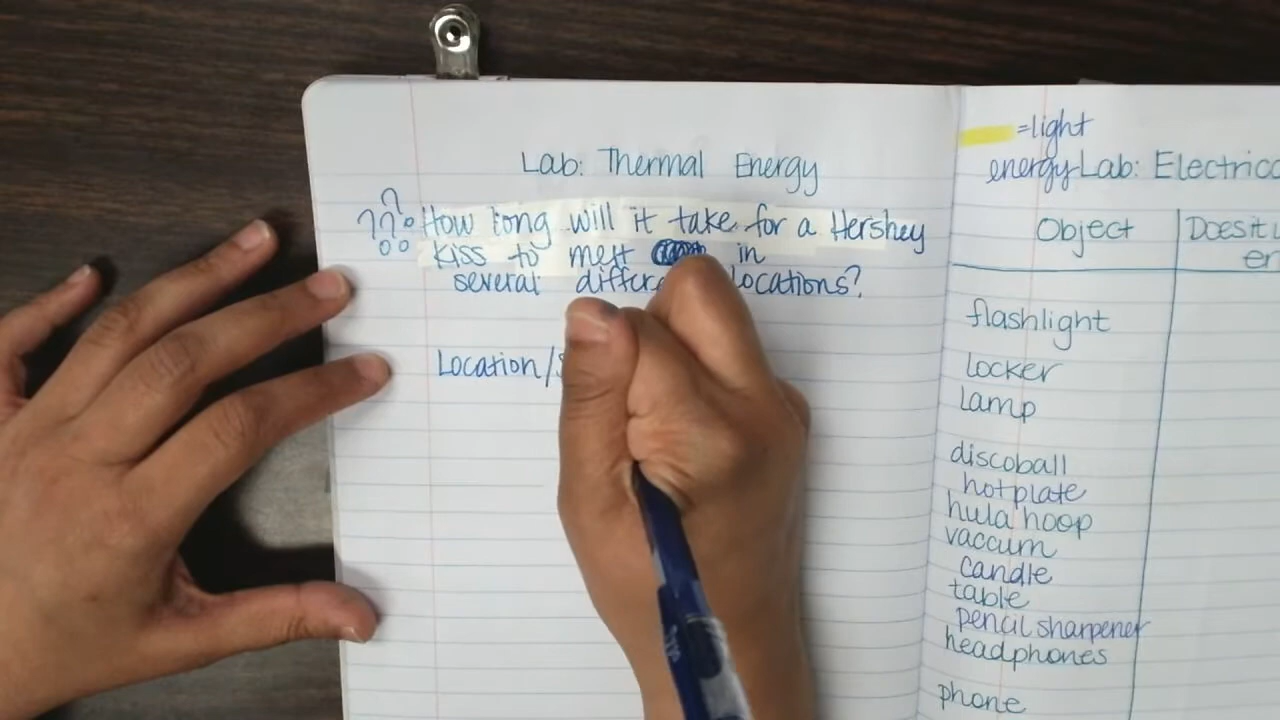 Lab: Thermal Energy
??? How long will it take for a Hershey
Kiss to melt in
several locations?
Location/
=light
energy Lab:
Object
Does it
flashlight
Locker
Lamp
discoball
hotplate
hula hoop
vaccum
candle
table
pencil sharpener
headphones
phone